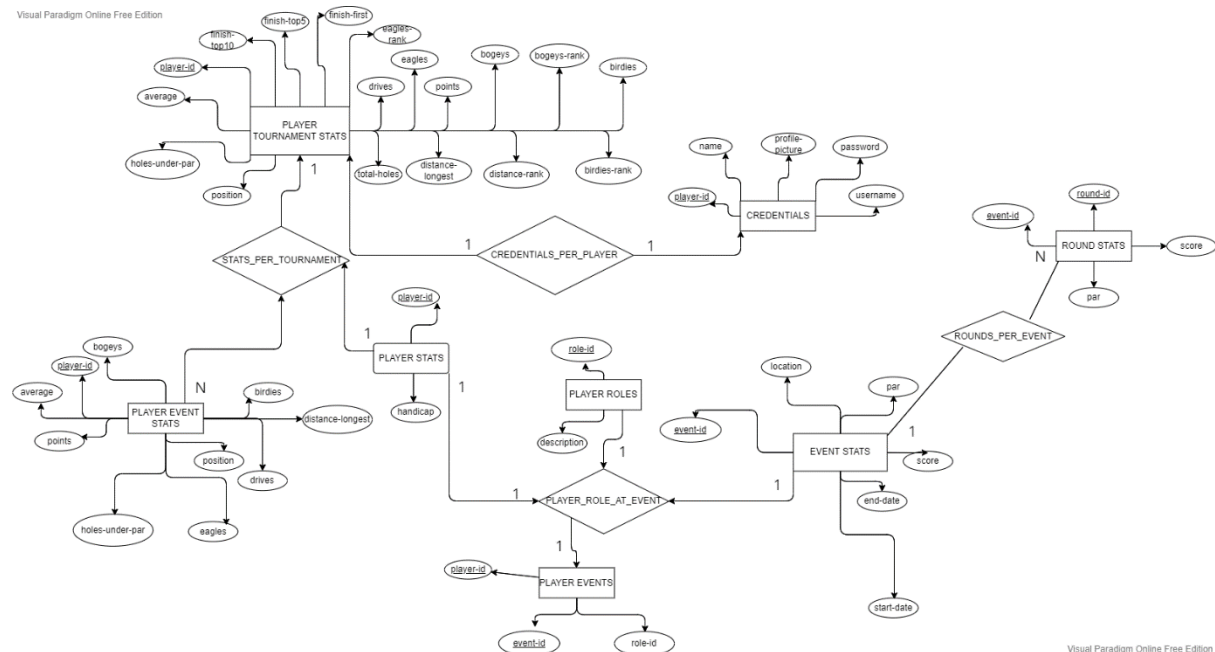 Visual Paradigm Online Free Edition
finish-top5
finish-first
finish-
top10
eagles-
rank
player-id
average
PLAYER
TOURNAMENT STATS
holes-under-par
position
drives
eagles
points
bogeys
bogeys-rank
birdies
total-holes
distance-
longest
distance-rank
birdies-rank
1
1
name
profile-
picture
password
player-id
username
CREDENTIALS
1
CREDENTIALS_PER_PLAYER
1
STATS_PER_TOURNAMENT
event-id
round-id
ROUND STATS
score
N
par
ROUNDS_PER_EVENT
player-id
1
PLAYER STATS
1
handicap
bogeys
player-id
average
N
birdies
PLAYER EVENT
STATS
distance-longest
points
position
drives
holes-under-par
eagles
role-id
PLAYER ROLES
description
1
location
par
event-id
1
EVENT STATS
score
1
end-date
start-date
1
PLAYER_ROLE_AT_EVENT
1
player-id
PLAYER EVENTS
event-id
role-id
Visual Paradigm Online Free Edition